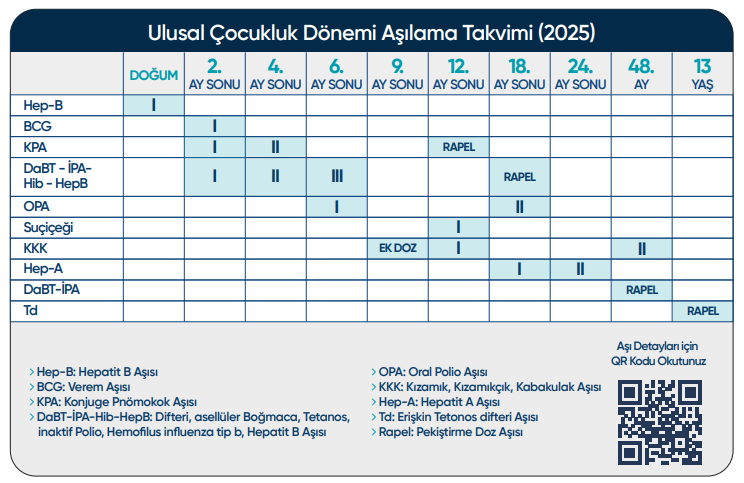 Ulusal Çocukluk Dönemi Aşılama Takvimi (2025)
DOĞUM 2. AY SONU 4. AY SONU 6. AY SONU 9. AY SONU 12. AY SONU 18. AY SONU 24. AY SONU 48. AY 13 YAŞ
Hep-B I
BCG I
KPA I II RAPEL
DaBT - İPA-
Hib - HepB I II III RAPEL
OPA I II
Suçiçeği I
KKK EK DOZ I II
Hep-A I II
DaBT-İPA RAPEL
Td RAPEL
Aşı Detayları için
QR Kodu Okutunuz
> Hep-B: Hepatit B Aşısı
> BCG: Verem Aşısı
> KPA: Konjuge Pnömokok Aşısı
> DaBT-İPA-Hib-HepB: Difteri, asellüler Boğmaca, Tetanos,
inaktif Polio, Hemofilus influenza tip b, Hepatit B Aşısı
> OPA: Oral Polio Aşısı
> KKK: Kızamık, Kızamıkçık, Kabakulak Aşısı
> Hep-A: Hepatit A Aşısı
> Td: Erişkin Tetonos difteri Aşısı
> Rapel: Pekiştirme Doz Aşısı